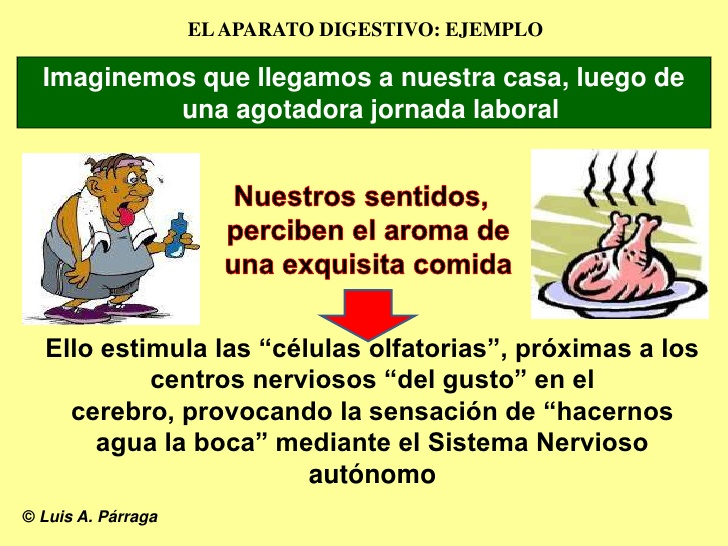 EL APARATO DIGESTIVO: EJEMPLO
Imaginemos que llegamos a nuestra casa, luego de
una agotadora jornada laboral
Nuestros sentidos,
perciben el aroma de
una exquisita comida
Ello estimula las “células olfatorias”, próximas a los
centros nerviosos “del gusto” en el
cerebro, provocando la sensación de “hacernos
agua la boca” mediante el Sistema Nervioso
autónomo
© Luis A. Párraga